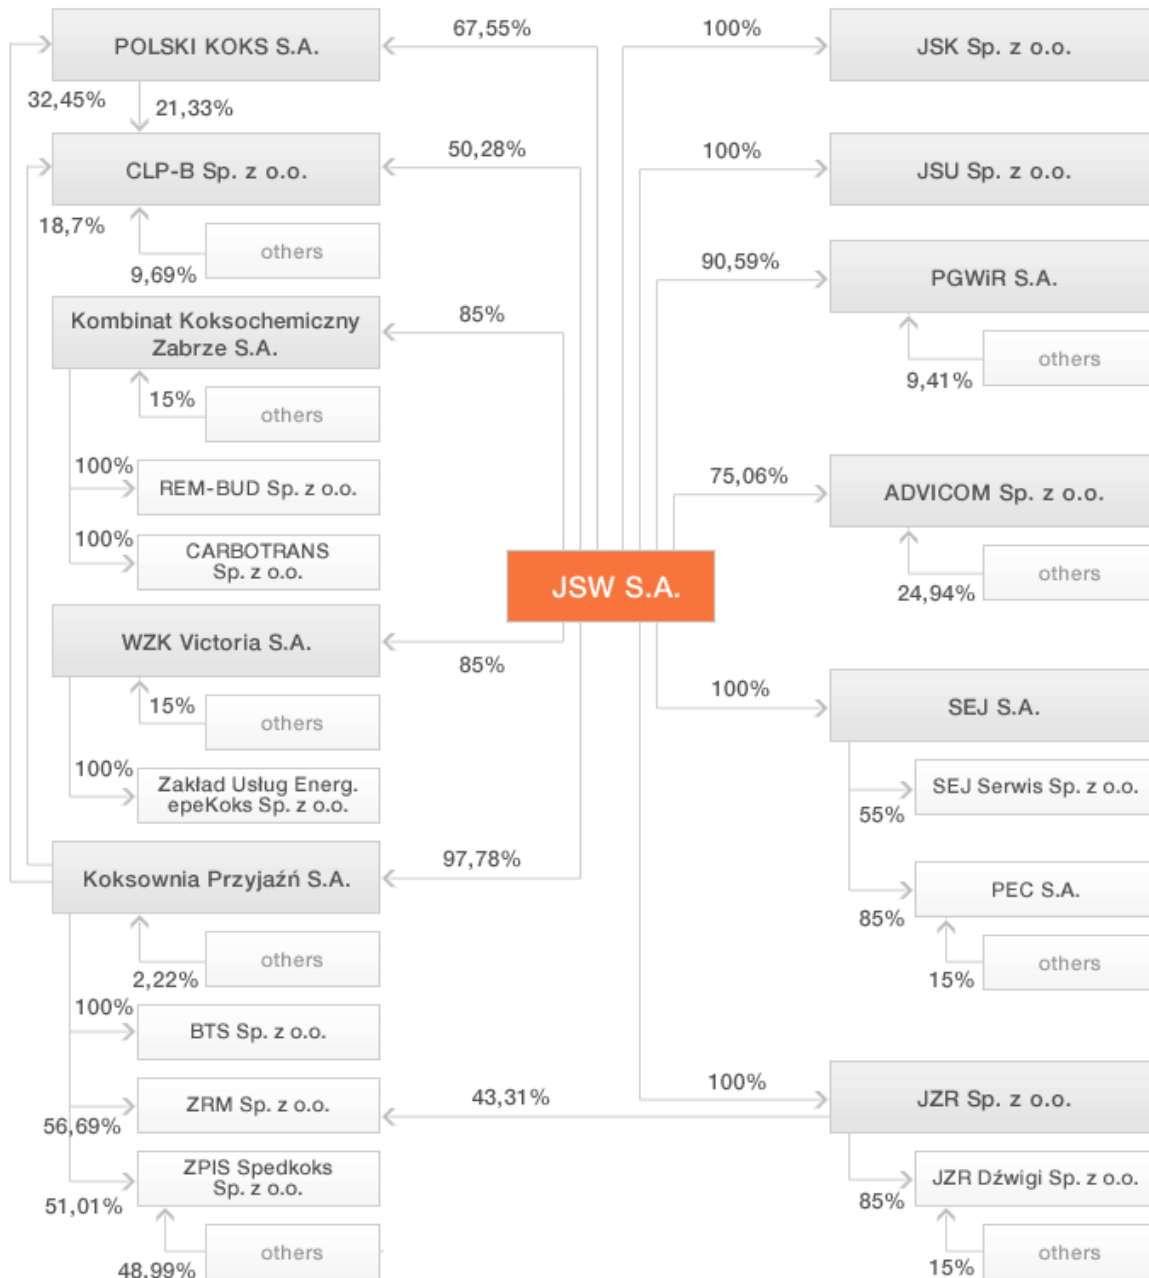 POLSKI KOKS S.A.
67,55%
100%
JSK Sp. z o.o.
32,45%
21,33%
CLP-B Sp. z o.o.
50,28%
100%
JSU Sp. z o.o.
18,7%
others
9,69%
90,59%
PGWiR S.A.
others
9,41%
Kombinat Koksochemiczny
Zabrze S.A.
85%
15%
others
100%
REM-BUD Sp. z o.o.
100%
CARBOTRANS
Sp. z o.o.
75,06%
ADVICOM Sp. z o.o.
others
24,94%
JSW S.A.
WZK Victoria S.A.
85%
15%
others
100%
Zakład Usług Energ.
epeKoks Sp. z o.o.
100%
SEJ S.A.
SEJ Serwis Sp. z o.o.
55%
PEC S.A.
85%
others
15%
Koksownia Przyjaźń S.A.
97,78%
others
2,22%
100%
BTS Sp. z o.o.
ZRM Sp. z o.o.
56,69%
43,31%
100%
JZR Sp. z o.o.
ZPIS Spedkoks
Sp. z o.o.
51,01%
others
48,99%
JZR Dźwigi Sp. z o.o.
85%
others
15%